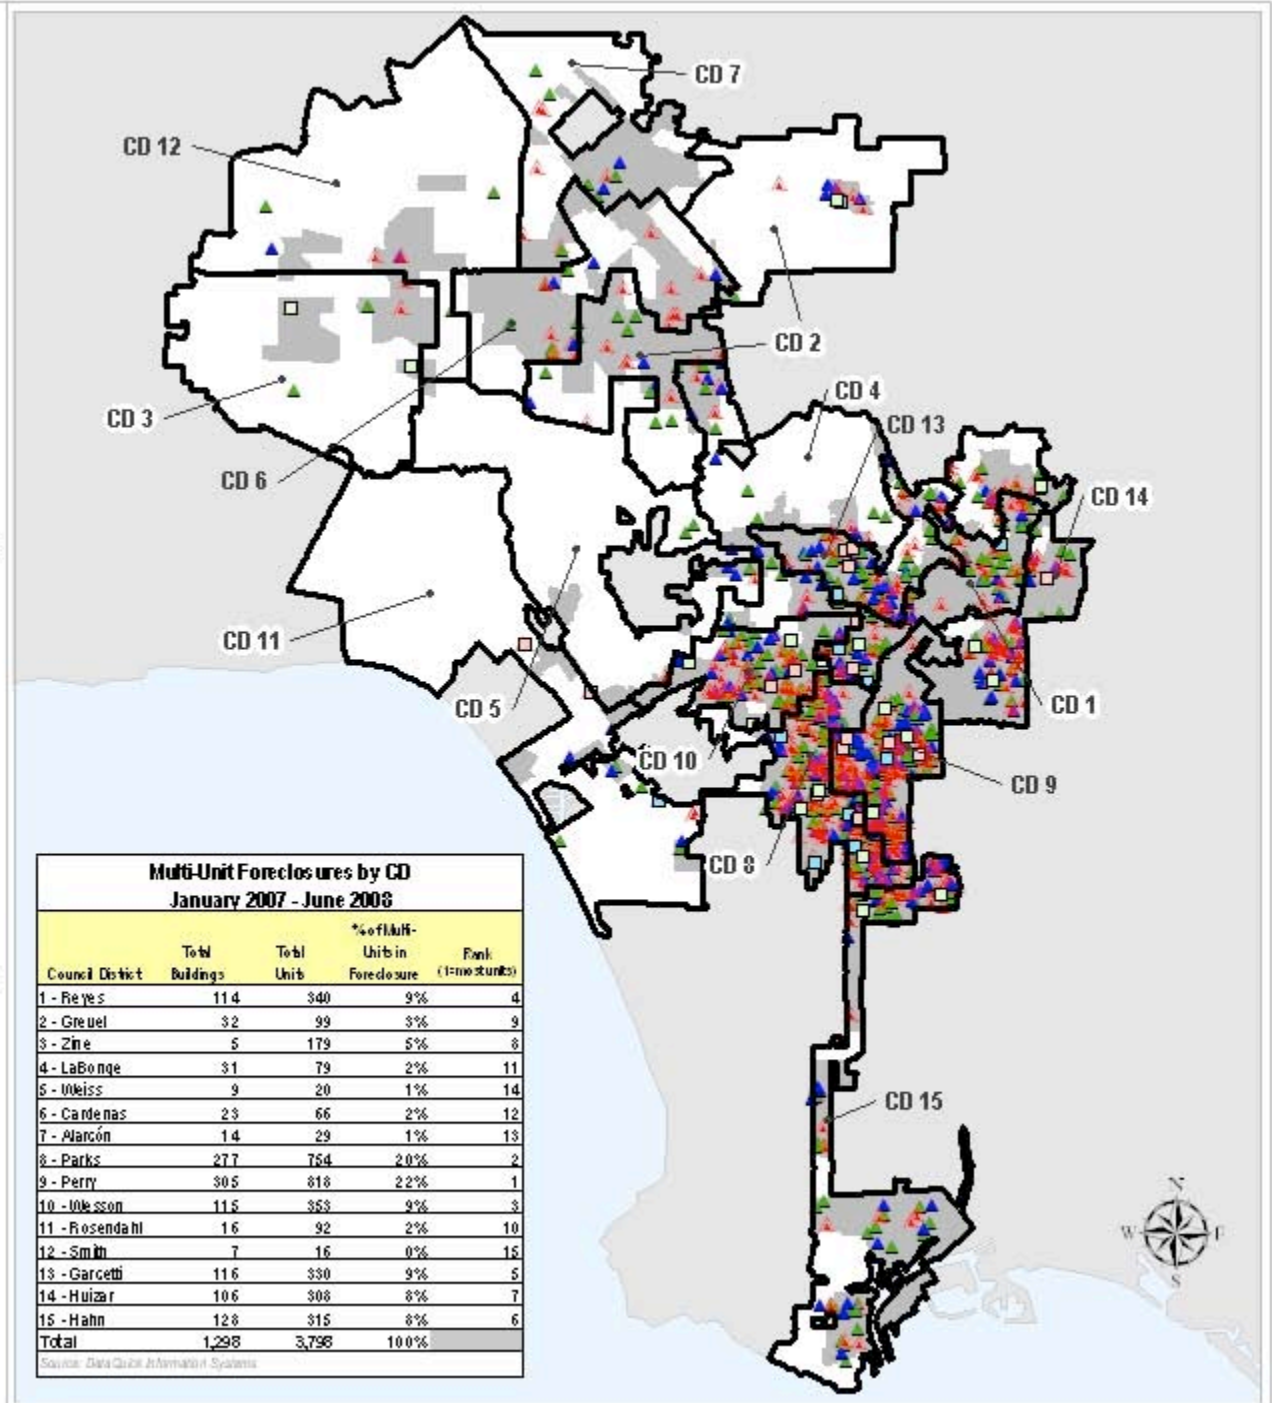 CD 7
CD 12
CD 2
CD 3
CD 4
CD 13
CD 6
CD 14
CD 11
CD 5
CD 1
CD 10
CD 9
CD 8
CD 15
N
W E
S
Multi-Unit Foreclosures by CD
January 2007 - June 2008
Council District Total Buildings Total Units % of Multi-Units in Foreclosure Rank (1=most units)
1 - Reyes 114 340 9% 4
2 - Greuel 32 99 3% 9
3 - Zine 5 179 5% 8
4 - LaBonge 31 79 2% 11
5 - Weiss 9 20 1% 14
6 - Cardenas 23 66 2% 12
7 - Alarcón 14 29 1% 13
8 - Parks 277 754 20% 2
9 - Perry 305 818 22% 1
10 - Wesson 115 353 9% 3
11 - Rosendahl 16 92 2% 10
12 - Smith 7 16 0% 15
13 - Garcetti 116 330 9% 5
14 - Huizar 106 308 8% 7
15 - Hahn 128 315 8% 6
Total 1,298 3,798 100%
Source: DataQuick Information Systems